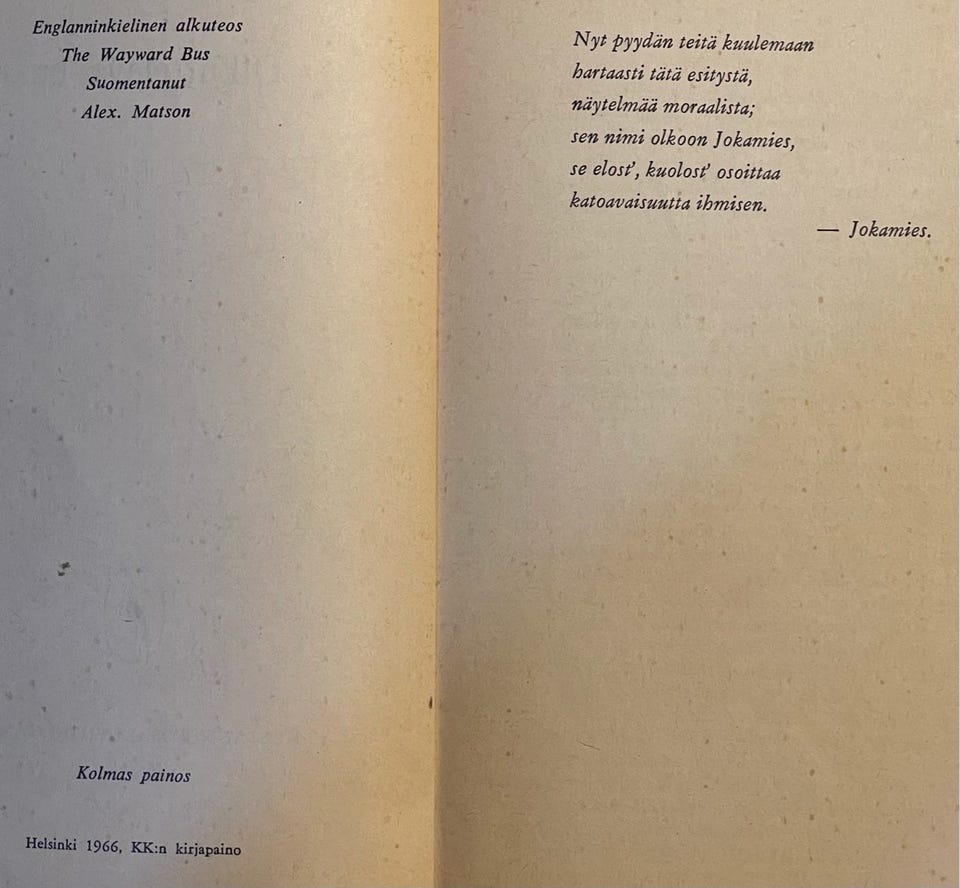 Englanninkielinen alkuteos
The Wayward Bus
Suomentanut
Alex. Matson
Kolmas painos
Helsinki 1966, KK:n kirjapaino
Nyt pyydän teitä kuulemaan
hartaasti tätä esitystä,
näytelmää moraalista;
sen nimi olkoon Jokamies,
se elost', kuolost' osoittaa
katoavaisuutta ihmisen.
— Jokamies.